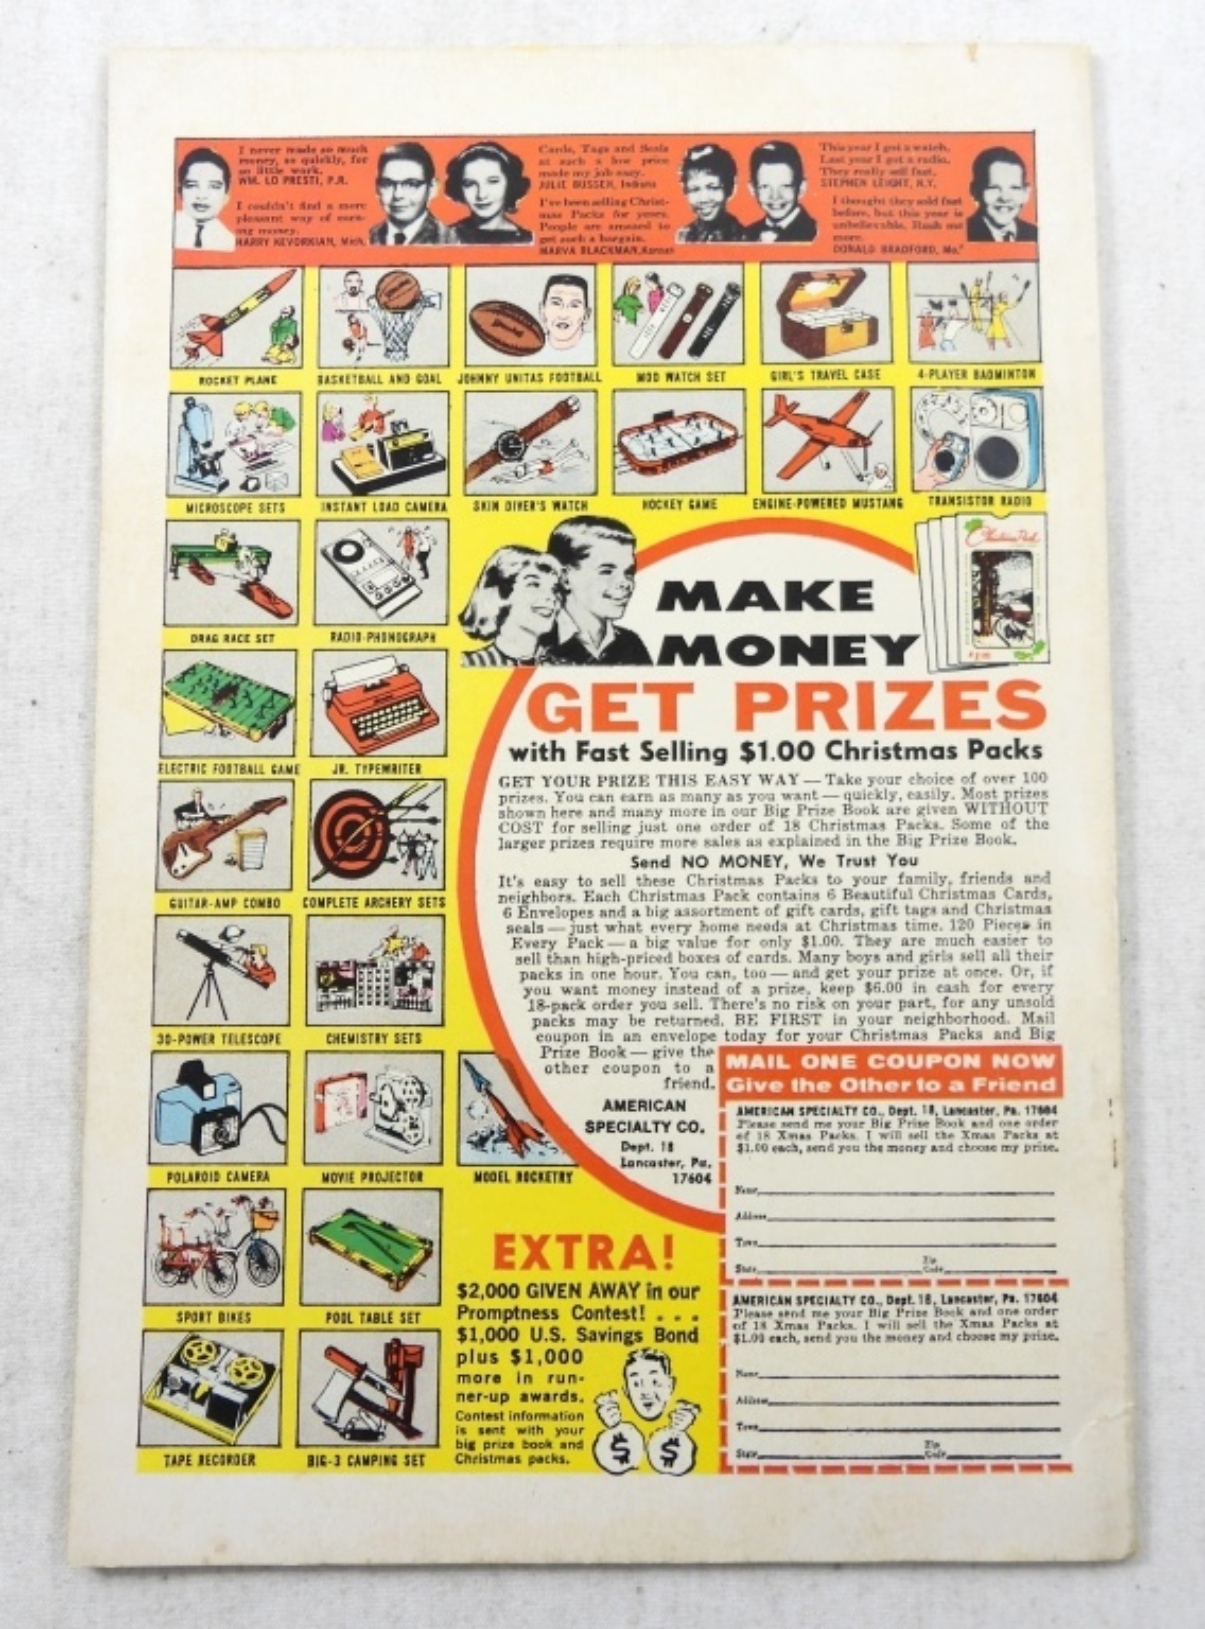 I never made so much
money, so quickly, for
so little work.
WM. LO PRESTI, P.R.
I couldn't find a more
pleasant way of earn-
ing money.
HARRY KEVORKIAN, Mich.
Cards, Tags and Seals
at such a low price
made my job easy.
JULIE BUSSEN, Indiana
I've been selling Christ-
mas Packs for years.
People are amazed to
get such a bargain.
MARVA BLACKMAN, Kansas
This year I got a watch.
Last year I got a radio.
They really sell fast.
STEPHEN LEIGHT, N.Y.
I thought they sold fast
before, but this year is
unbelievable. Rush me
more.
DONALD BRADFORD, Mo."
ROCKET PLANE
BASKETBALL AND GOAL
JOHNNY UNITAS FOOTBALL
MOD WATCH SET
GIRL'S TRAVEL CASE
4-PLAYER BADMINTON
MICROSCOPE SETS
INSTANT LOAD CAMERA
SKIN DIVER'S WATCH
HOCKEY GAME
ENGINE-POWERED MUSTANG
TRANSISTOR RADIO
DRAG RACE SET
RADIO-PHONOGRAPH
ELECTRIC FOOTBALL GAME
JR. TYPEWRITER
GUITAR-AMP COMBO
COMPLETE ARCHERY SETS
30-POWER TELESCOPE
CHEMISTRY SETS
POLAROID CAMERA
MOVIE PROJECTOR
MODEL ROCKETRY
SPORT BIKES
POOL TABLE SET
TAPE RECORDER
BIG-3 CAMPING SET
Christmas Pack
$1.00
MAKE
MONEY
GET PRIZES
with Fast Selling $1.00 Christmas Packs
GET YOUR PRIZE THIS EASY WAY — Take your choice of over 100
prizes. You can earn as many as you want — quickly, easily. Most prizes
shown here and many more in our Big Prize Book are given WITHOUT
COST for selling just one order of 18 Christmas Packs. Some of the
larger prizes require more sales as explained in the Big Prize Book.
Send NO MONEY, We Trust You
It's easy to sell these Christmas Packs to your family, friends and
neighbors. Each Christmas Pack contains 6 Beautiful Christmas Cards,
6 Envelopes and a big assortment of gift cards, gift tags and Christmas
seals — just what every home needs at Christmas time. 120 Pieces in
Every Pack — a big value for only $1.00. They are much easier to
sell than high-priced boxes of cards. Many boys and girls sell all their
packs in one hour. You can, too — and get your prize at once. Or, if
you want money instead of a prize, keep $6.00 in cash for every
18-pack order you sell. There's no risk on your part, for any unsold
packs may be returned. BE FIRST in your neighborhood. Mail
coupon in an envelope today for your Christmas Packs and Big
Prize Book — give the
other coupon to a
friend.
AMERICAN
SPECIALTY CO.
Dept. 18
Lancaster, Pa.
17604
EXTRA!
$2,000 GIVEN AWAY in our
Promptness Contest! . . .
$1,000 U.S. Savings Bond
plus $1,000
more in run-
ner-up awards.
Contest information
is sent with your
big prize book and
Christmas packs.
$ $
MAIL ONE COUPON NOW
Give the Other to a Friend
AMERICAN SPECIALTY CO., Dept. 18, Lancaster, Pa. 17604
Please send me your Big Prize Book and one order
of 18 Xmas Packs. I will sell the Xmas Packs at
$1.00 each, send you the money and choose my prize.
Name
Address
Town
State Zip Code
AMERICAN SPECIALTY CO., Dept. 18, Lancaster, Pa. 17604
Please send me your Big Prize Book and one order
of 18 Xmas Packs. I will sell the Xmas Packs at
$1.00 each, send you the money and choose my prize.
Name
Address
Town
State Zip Code